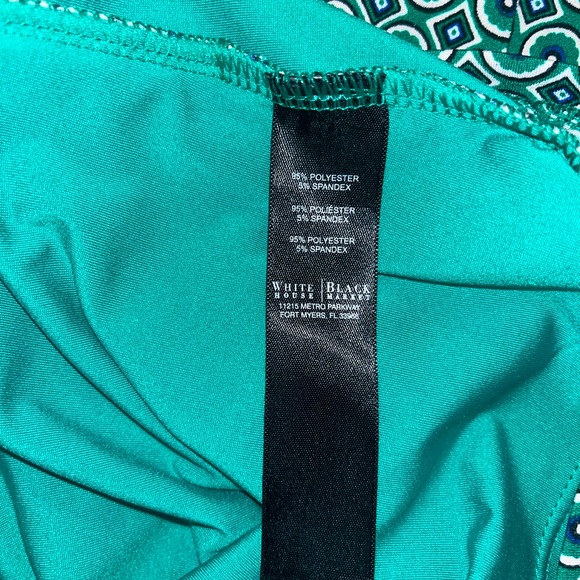 95% POLYESTER
5% SPANDEX
95% POLIÉSTER
5% SPANDEX
95% POLYESTER
5% SPANDEX
WHITE | BLACK
HOUSE | MARKET
11215 METRO PARKWAY
FORT MYERS, FL 33966